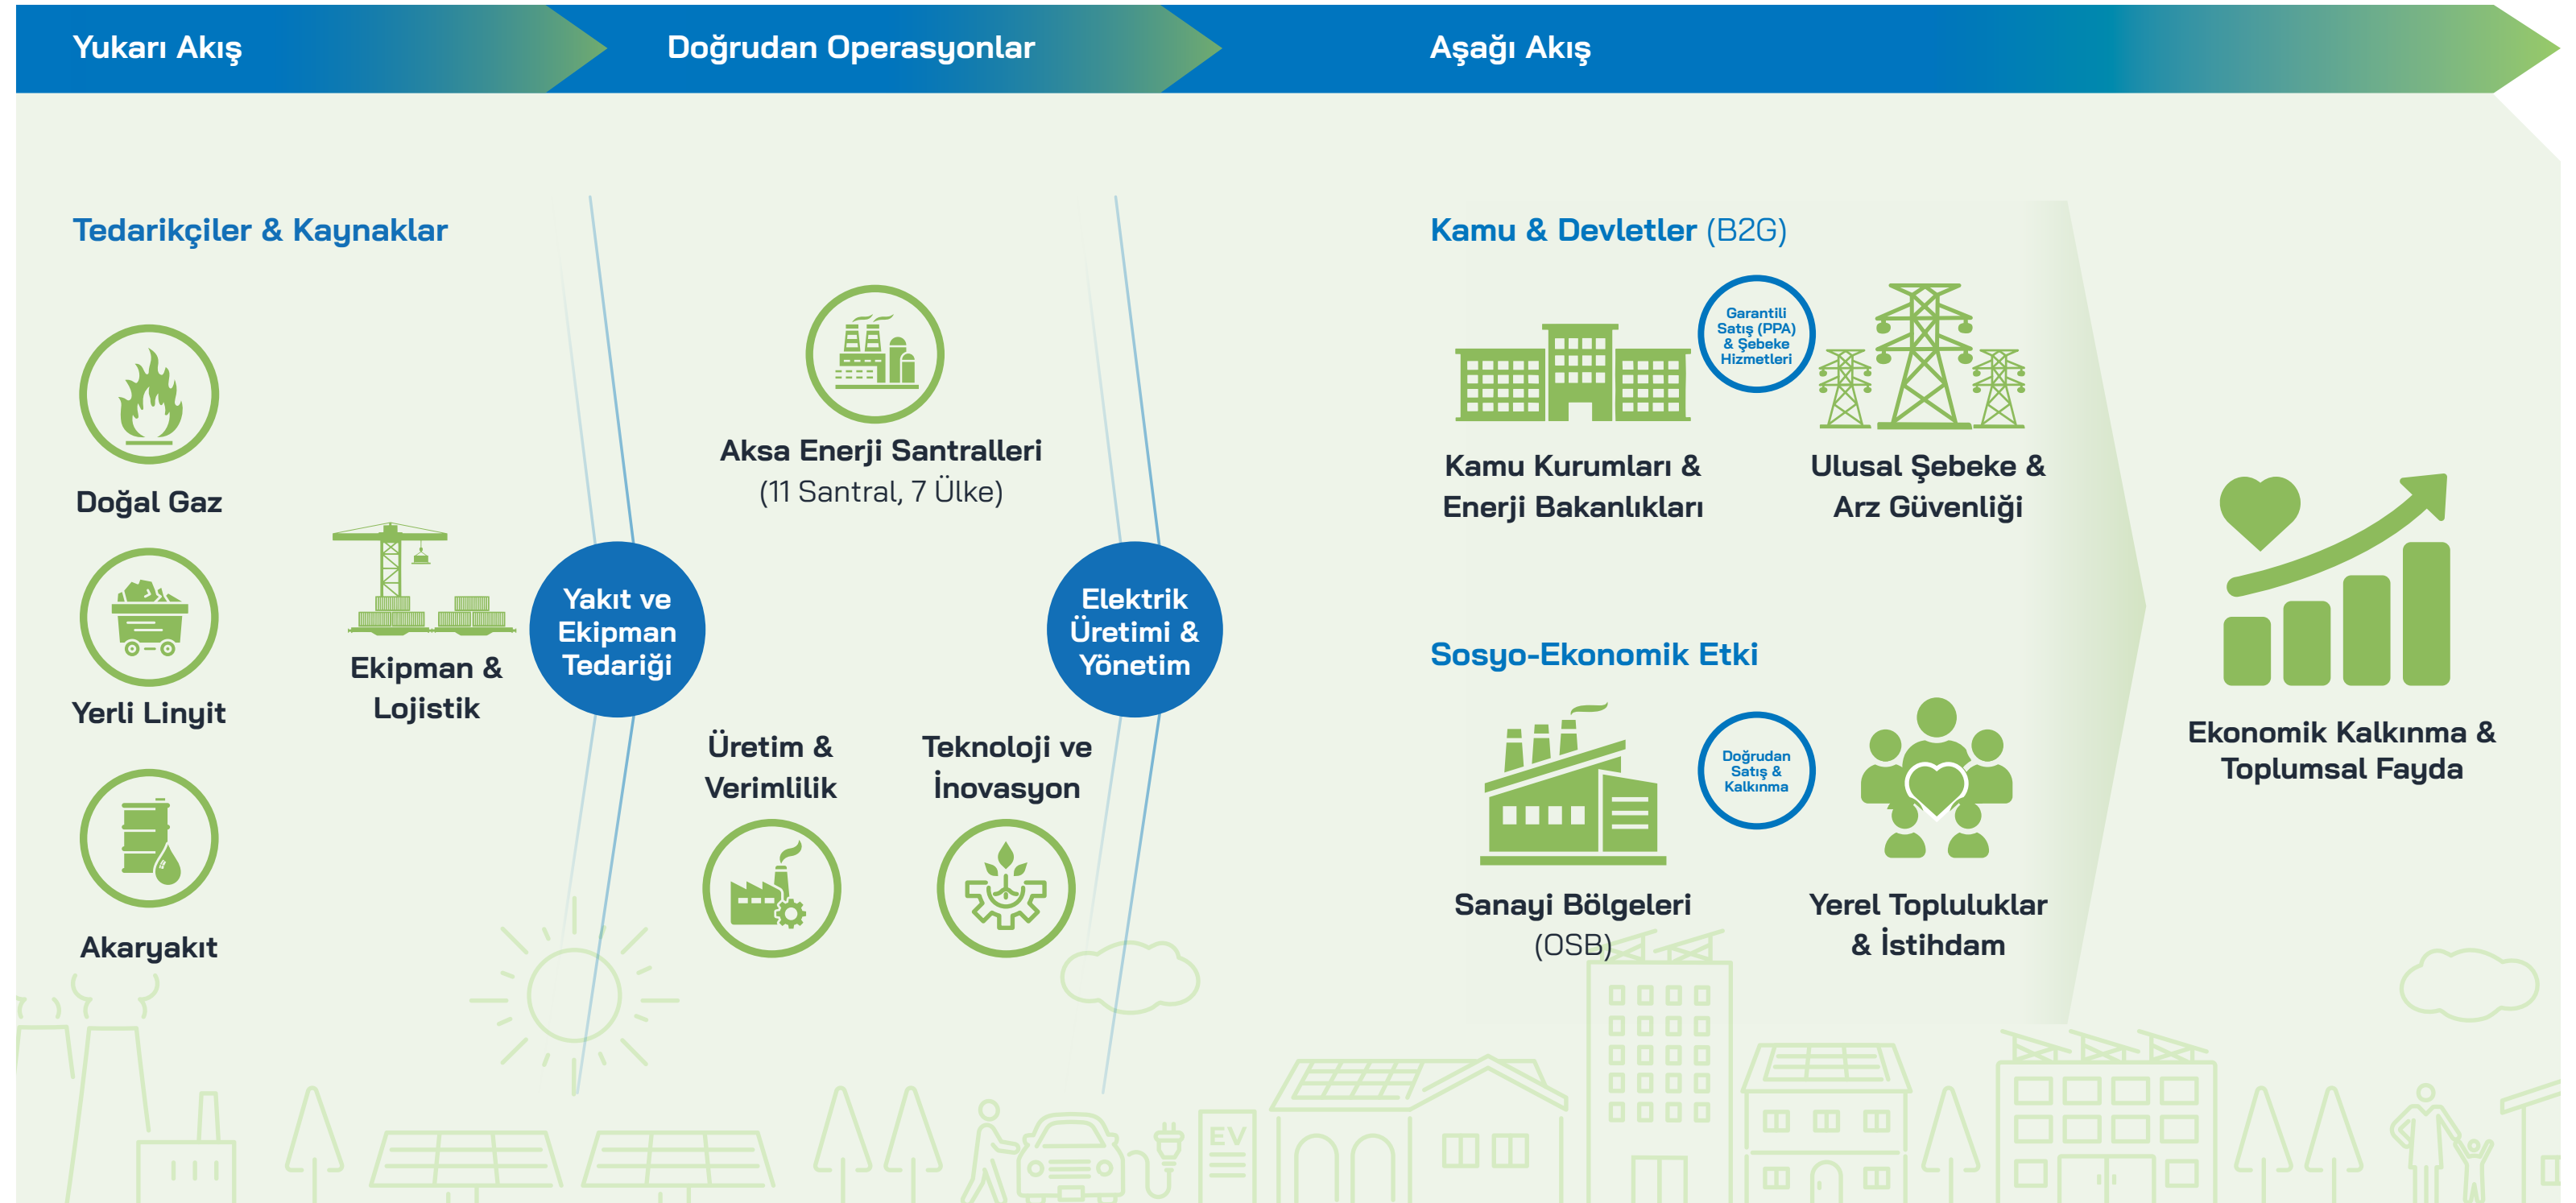 Yukarı Akış
Doğrudan Operasyonlar
Aşağı Akış
Tedarikçiler & Kaynaklar
Doğal Gaz
Yerli Linyit
Akaryakıt
Ekipman &
Lojistik
Yakıt ve
Ekipman
Tedariği
Aksa Enerji Santralleri
(11 Santral, 7 Ülke)
Üretim &
Verimlilik
Teknoloji ve
İnovasyon
Elektrik
Üretimi &
Yönetim
Kamu & Devletler (B2G)
Kamu Kurumları &
Enerji Bakanlıkları
Garantili
Satış (PPA)
& Şebeke
Hizmetleri
Ulusal Şebeke &
Arz Güvenliği
Sosyo-Ekonomik Etki
Sanayi Bölgeleri
(OSB)
Doğrudan
Satış &
Kalkınma
Yerel Topluluklar
& İstihdam
Ekonomik Kalkınma &
Toplumsal Fayda
EV